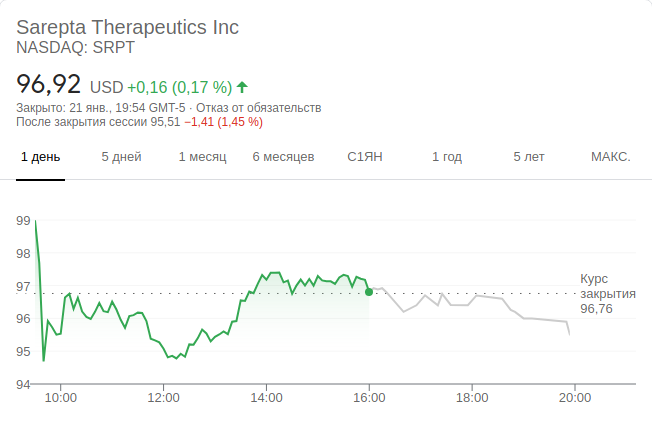 Sarepta Therapeutics Inc
NASDAQ: SRPT
96,92 USD +0,16 (0,17 %)
Закрыто: 21 янв., 19:54 GMT-5 · Отказ от обязательств
После закрытия сессии 95,51 −1,41 (1,45 %)
1 день 5 дней 1 месяц 6 месяцев С1ЯН 1 год 5 лет МАКС.
99
98
97
96
95
94
Курс
закрытия
96,76
10:00 12:00 14:00 16:00 18:00 20:00